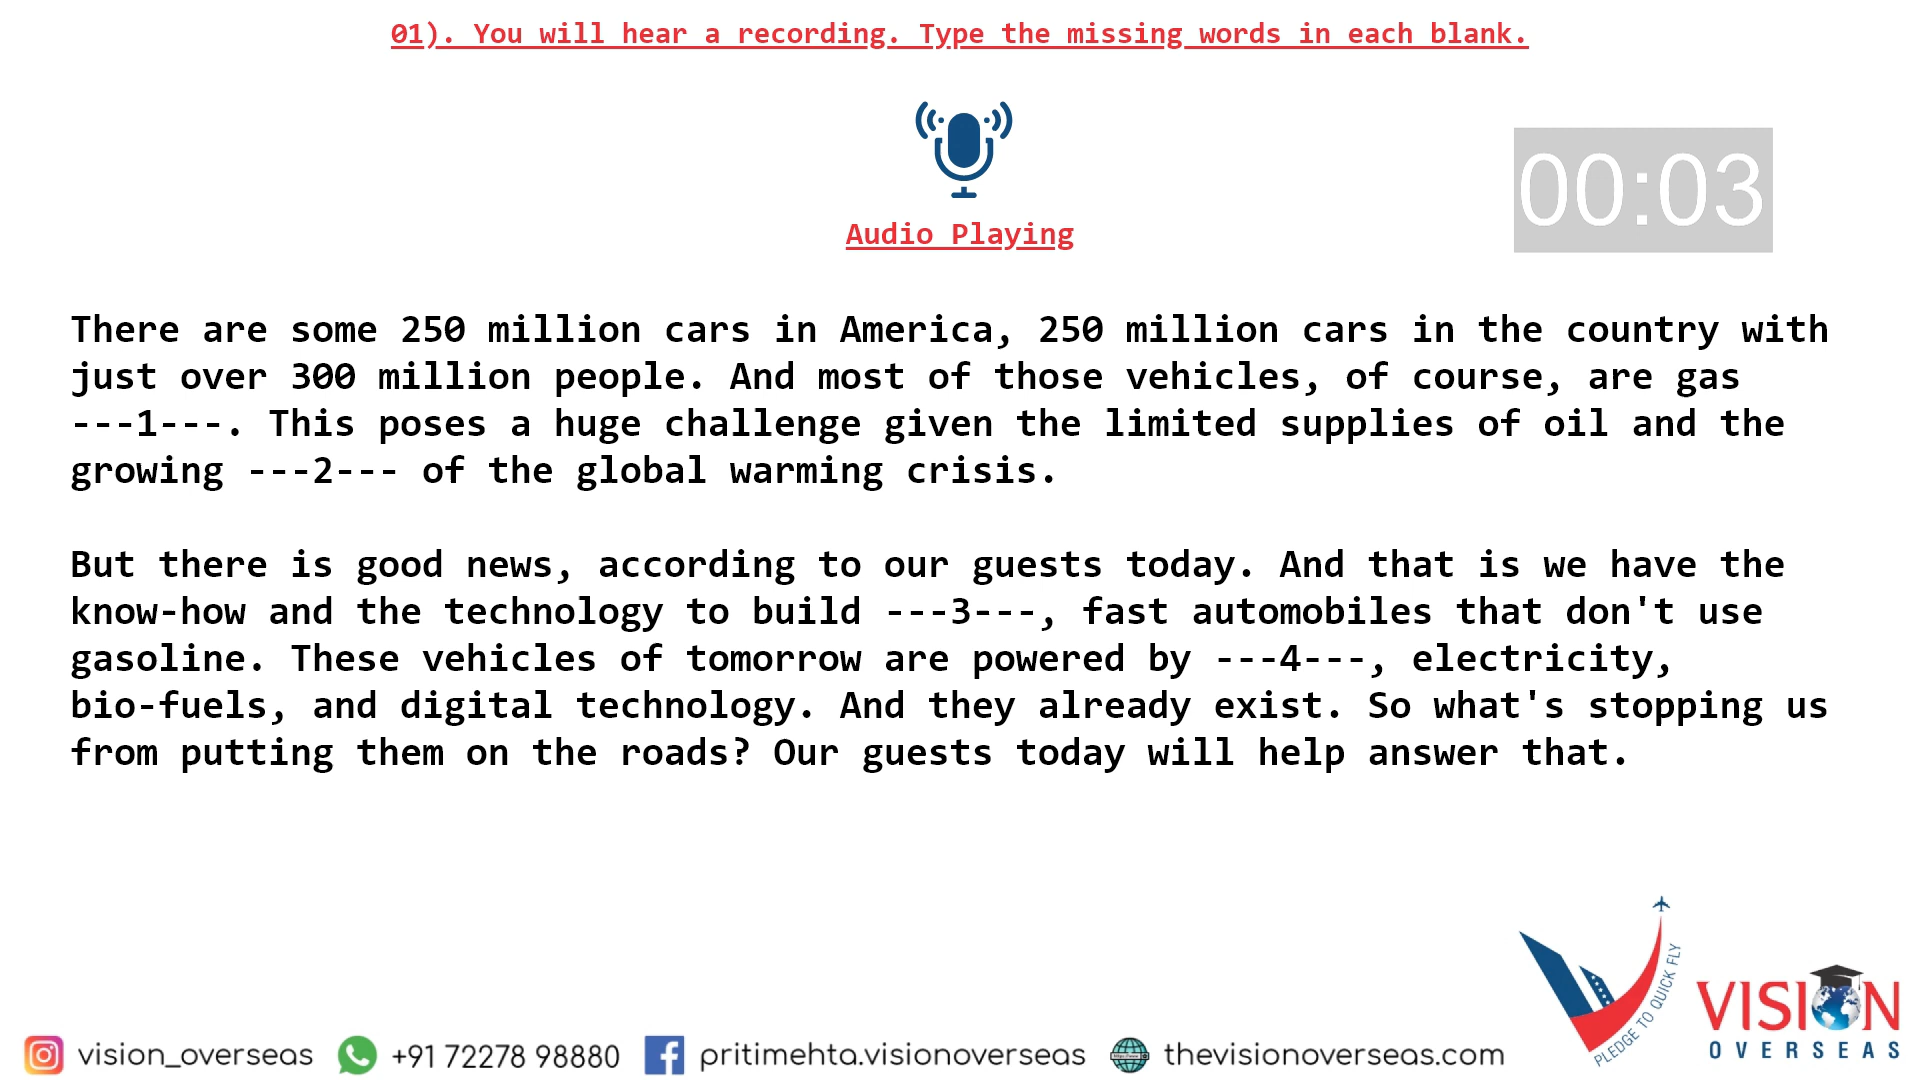 01). You will hear a recording. Type the missing words in each blank.
00:03
Audio Playing
There are some 250 million cars in America, 250 million cars in the country with
just over 300 million people. And most of those vehicles, of course, are gas
---1---. This poses a huge challenge given the limited supplies of oil and the
growing ---2--- of the global warming crisis.
But there is good news, according to our guests today. And that is we have the
know-how and the technology to build ---3---, fast automobiles that don't use
gasoline. These vehicles of tomorrow are powered by ---4---, electricity,
bio-fuels, and digital technology. And they already exist. So what's stopping us
from putting them on the roads? Our guests today will help answer that.
PLEDGE TO QUICK FLY
VISION
OVERSEAS
vision_overseas +91 72278 98880 pritimehta.visionoverseas thevisionoverseas.com